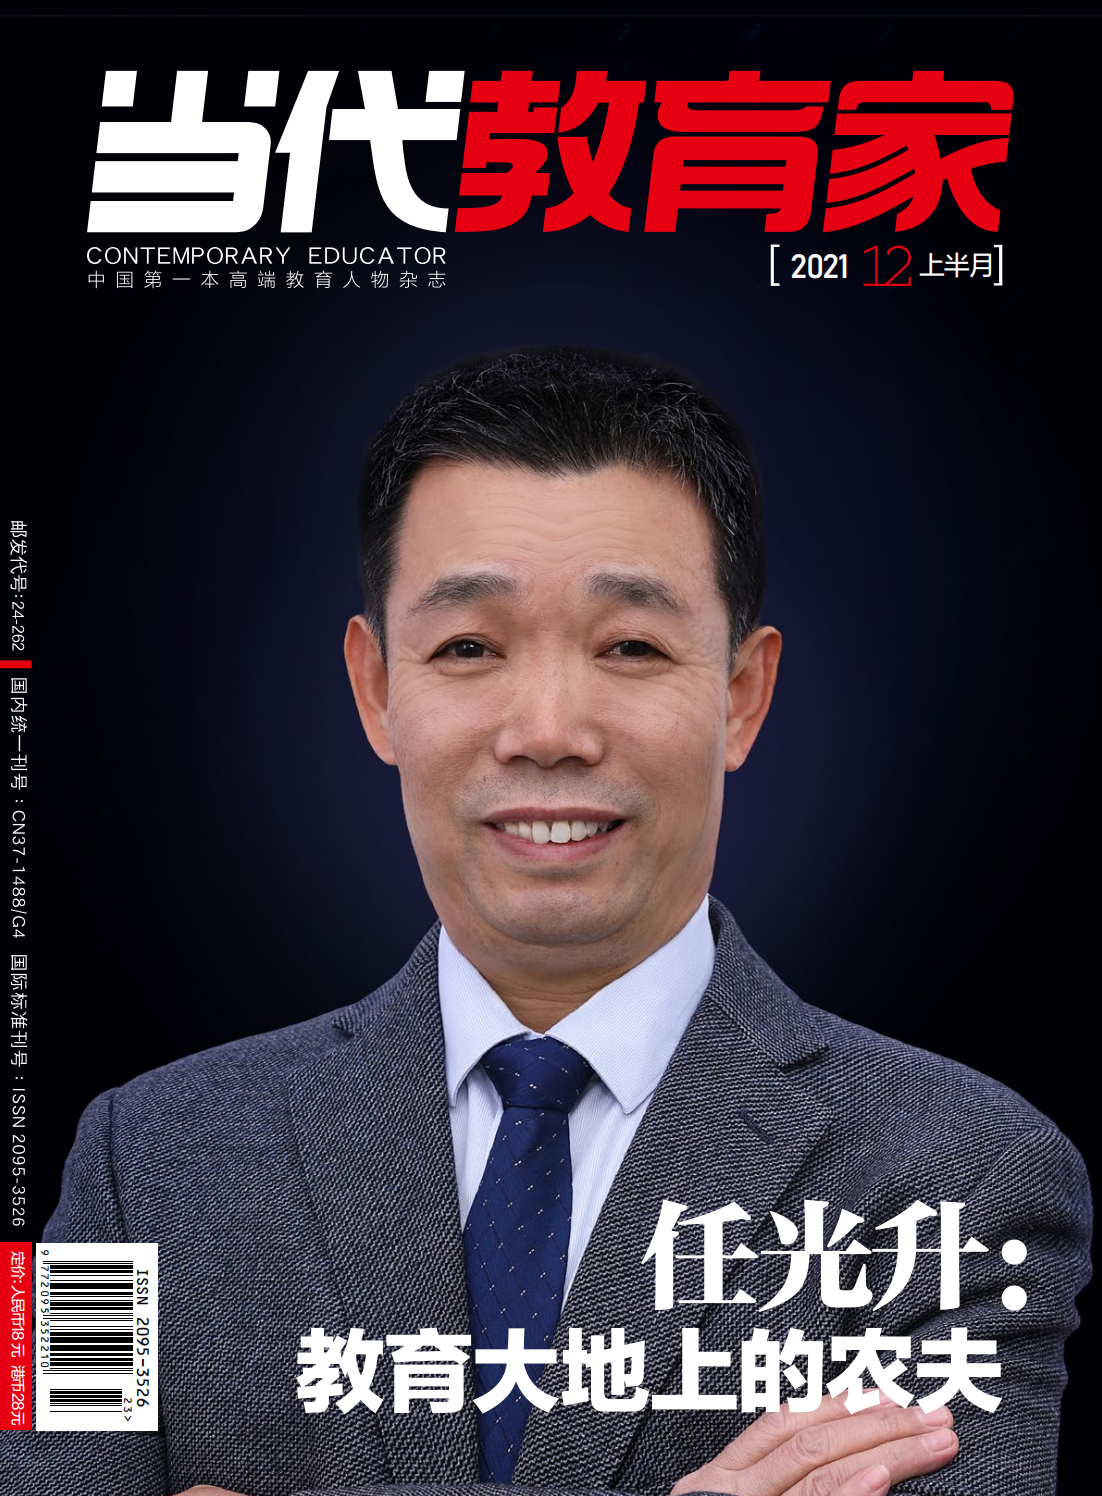 当代教育家
CONTEMPORARY EDUCATOR
中国第一本高端教育人物杂志
[ 2021 12 上半月]
邮发代号:24-262
国内统一刊号:CN37-1488/G4 国际标准刊号:ISSN 2095-3526
定价:人民币18元 港币28元
ISSN 2095-3526
9 772095 352210
23>
任光升:
教育大地上的农夫